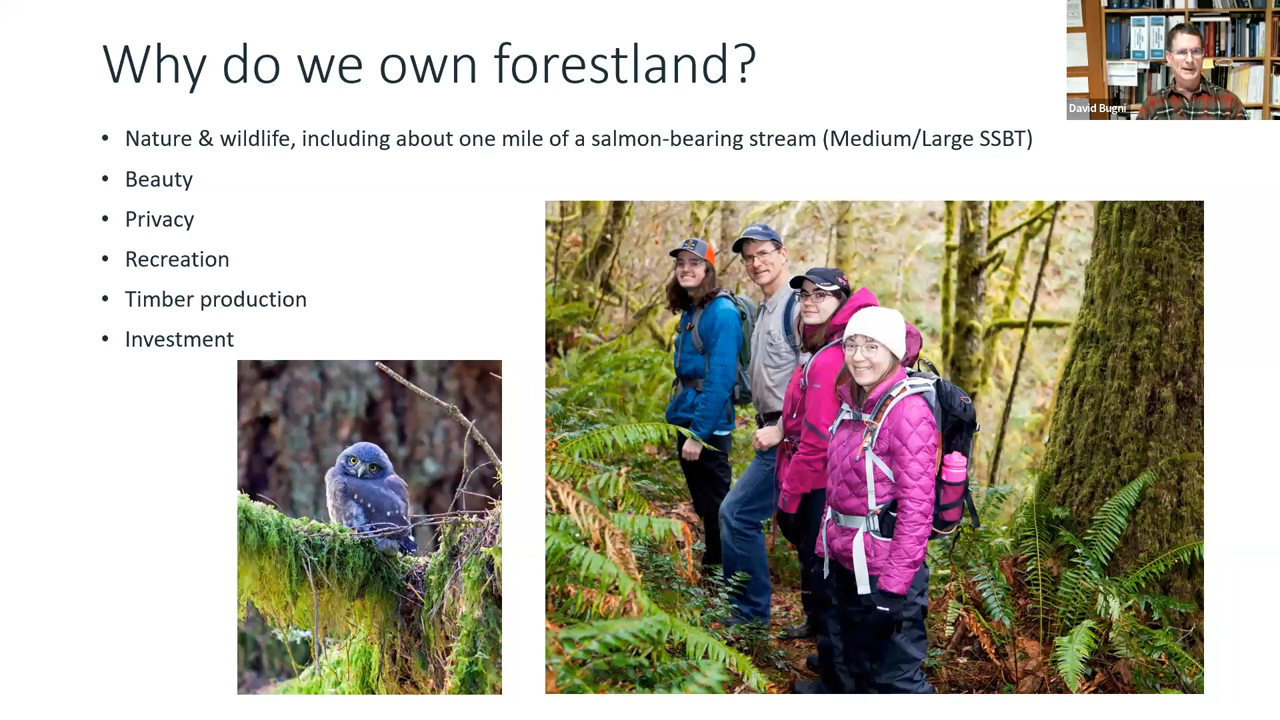 Why do we own forestland?
David Bugni
• Nature & wildlife, including about one mile of a salmon-bearing stream (Medium/Large SSBT)
• Beauty
• Privacy
• Recreation
• Timber production
• Investment